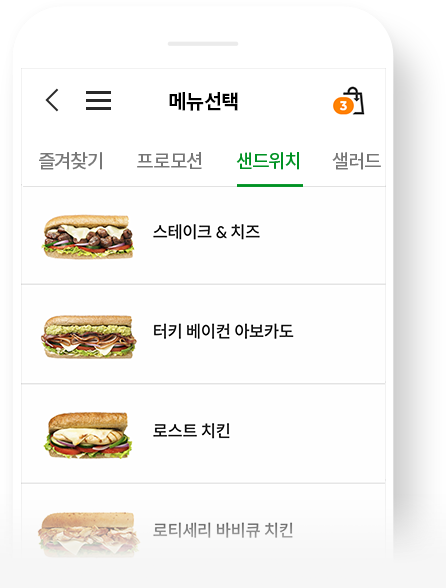 메뉴선택
3
즐겨찾기 프로모션 샌드위치 샐러드
스테이크 & 치즈
터키 베이컨 아보카도
로스트 치킨
로티세리 바비큐 치킨